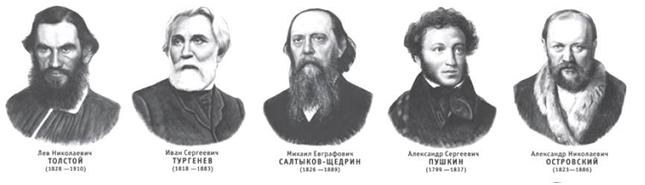 Лев Николаевич
ТОЛСТОЙ
(1828 —1910)
Иван Сергеевич
ТУРГЕНЕВ
(1818 —1883)
Михаил Евграфович
САЛТЫКОВ-ЩЕДРИН
(1826 —1889)
Александр Сергеевич
ПУШКИН
(1799 —1837)
Александр Николаевич
ОСТРОВСКИЙ
(1823—1886)